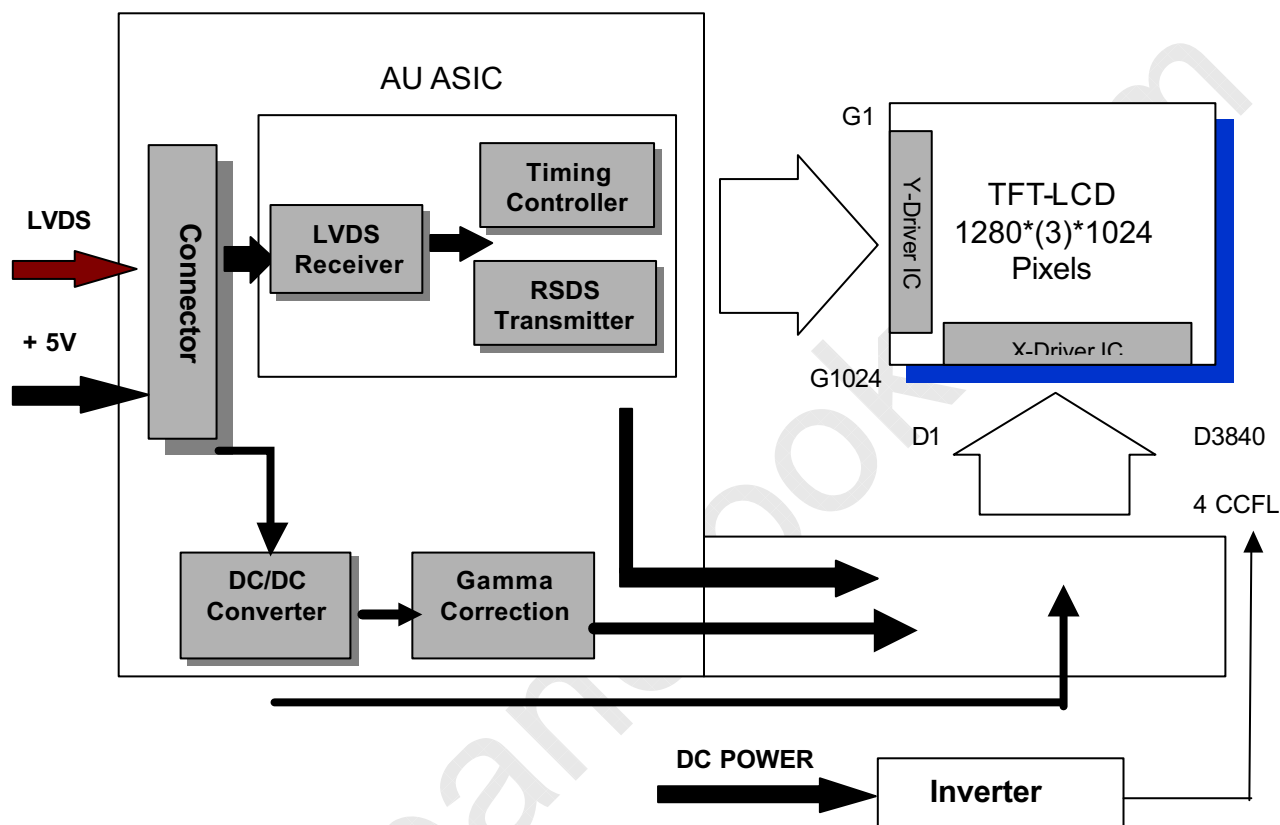 AU ASIC
LVDS
+ 5V
Connector
LVDS
Receiver
Timing
Controller
RSDS
Transmitter
DC/DC
Converter
Gamma
Correction
G1
Y-Driver IC
TFT-LCD
1280*(3)*1024
Pixels
X-Driver IC
G1024
D1
D3840
4 CCFL
DC POWER
Inverter